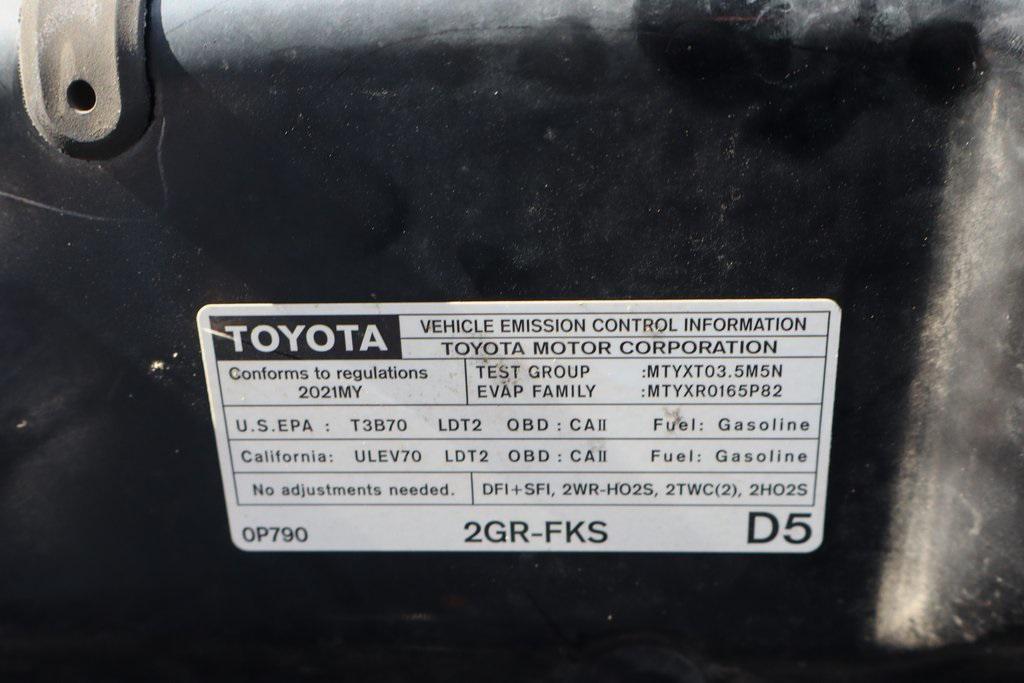 TOYOTA
VEHICLE EMISSION CONTROL INFORMATION
TOYOTA MOTOR CORPORATION
Conforms to regulations
2021MY
TEST GROUP :MTYXT03.5M5N
EVAP FAMILY :MTYXR0165P82
U.S.EPA : T3B70 LDT2 OBD : CAII Fuel: Gasoline
California: ULEV70 LDT2 OBD : CAII Fuel: Gasoline
No adjustments needed. DFI+SFI, 2WR-HO2S, 2TWC(2), 2HO2S
0P790 2GR-FKS D5